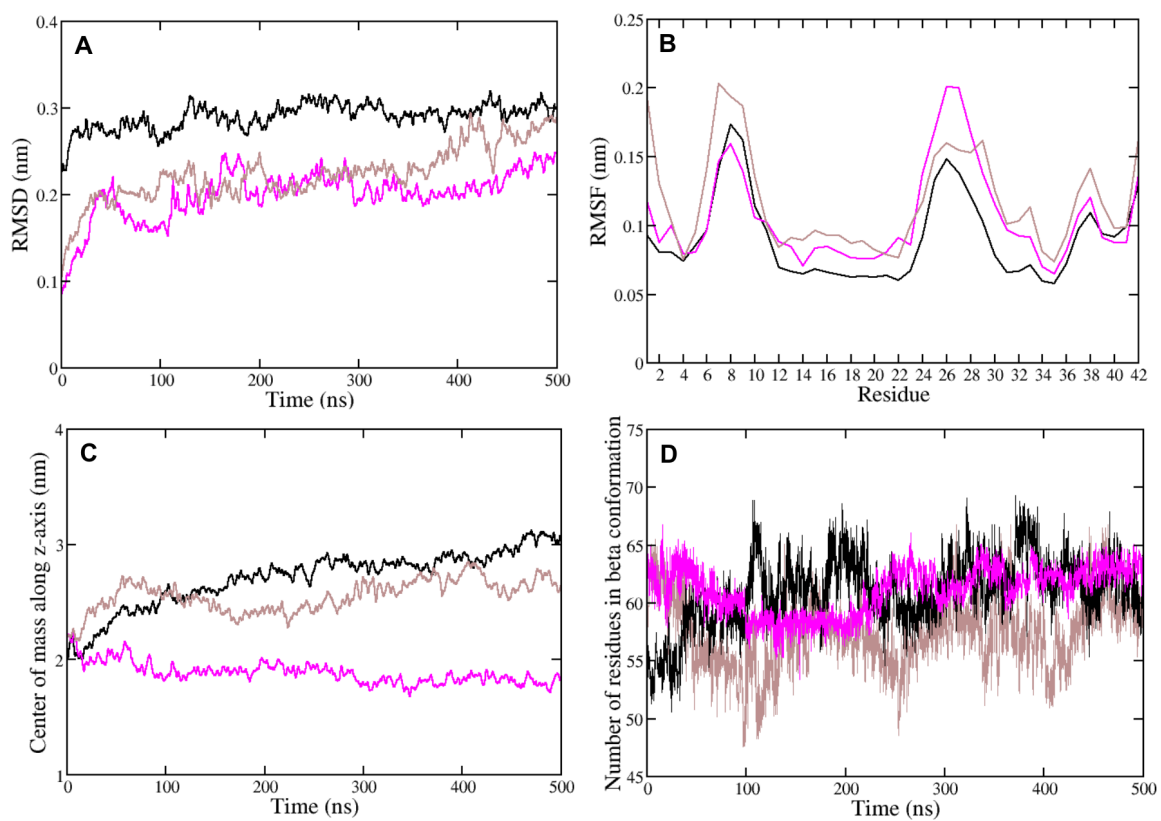 A
RMSD (nm)
0.4
0.3
0.2
0.1
0
0 100 200 300 400 500
Time (ns)
B
RMSF (nm)
0.25
0.2
0.15
0.1
0.05
0
2 4 6 8 10 12 14 16 18 20 22 24 26 28 30 32 34 36 38 40 42
Residue
C
Center of mass along z-axis (nm)
4
3
2
1
0 100 200 300 400 500
Time (ns)
D
Number of residues in beta conformation
75
70
65
60
55
50
45
0 100 200 300 400 500
Time (ns)